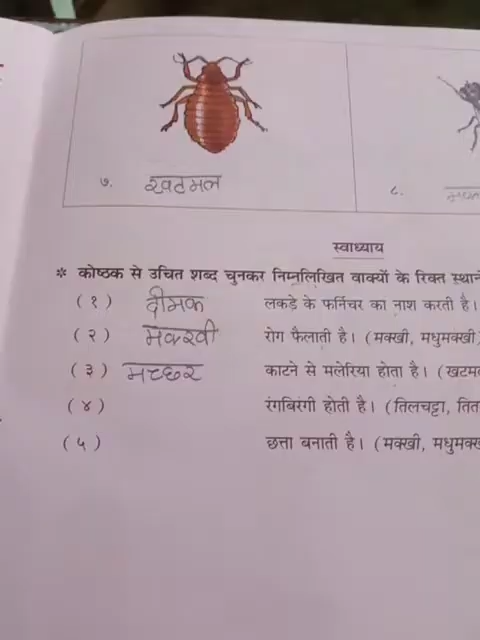 ७. खटमल
८.
स्वाध्याय
* कोष्ठक से उचित शब्द चुनकर निम्नलिखित वाक्यों के रिक्त स्थानों
(१) दीमक लकडे के फर्निचर का नाश करती है।
(२) मक्खी रोग फैलाती है। (मक्खी, मधुमक्खी)
(३) मच्छर काटने से मलेरिया होता है। (खटम
(४) रंगबिरंगी होती है। (तिलचट्टा, तित
(५) छत्ता बनाती है। (मक्खी, मधुमक्ख